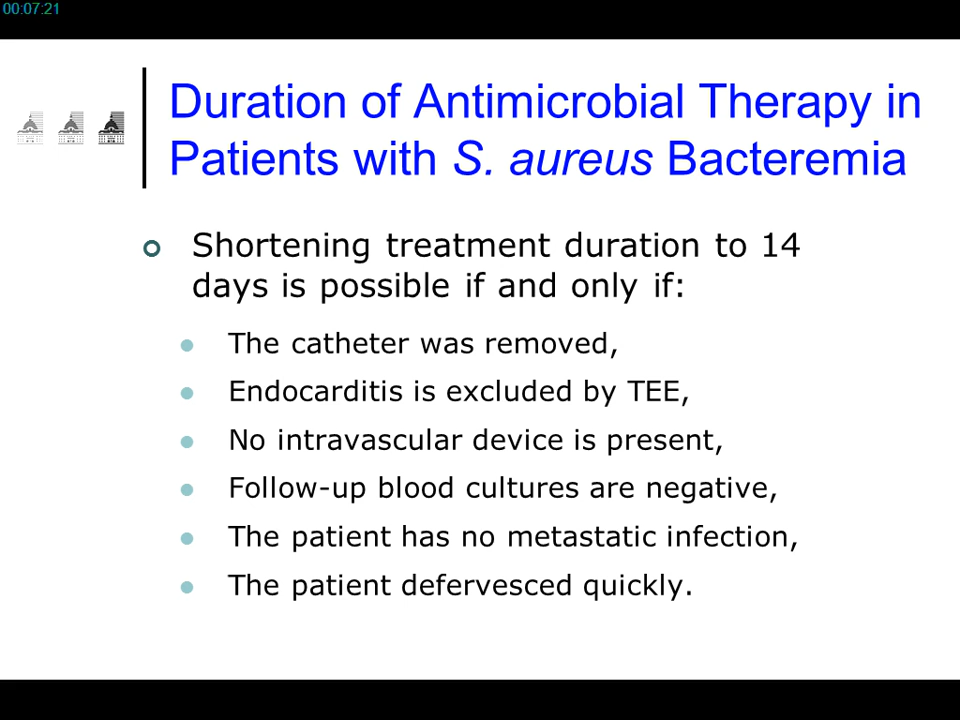 00:07:21
Duration of Antimicrobial Therapy in
Patients with S. aureus Bacteremia
Shortening treatment duration to 14
days is possible if and only if:
The catheter was removed,
Endocarditis is excluded by TEE,
No intravascular device is present,
Follow-up blood cultures are negative,
The patient has no metastatic infection,
The patient defervesced quickly.